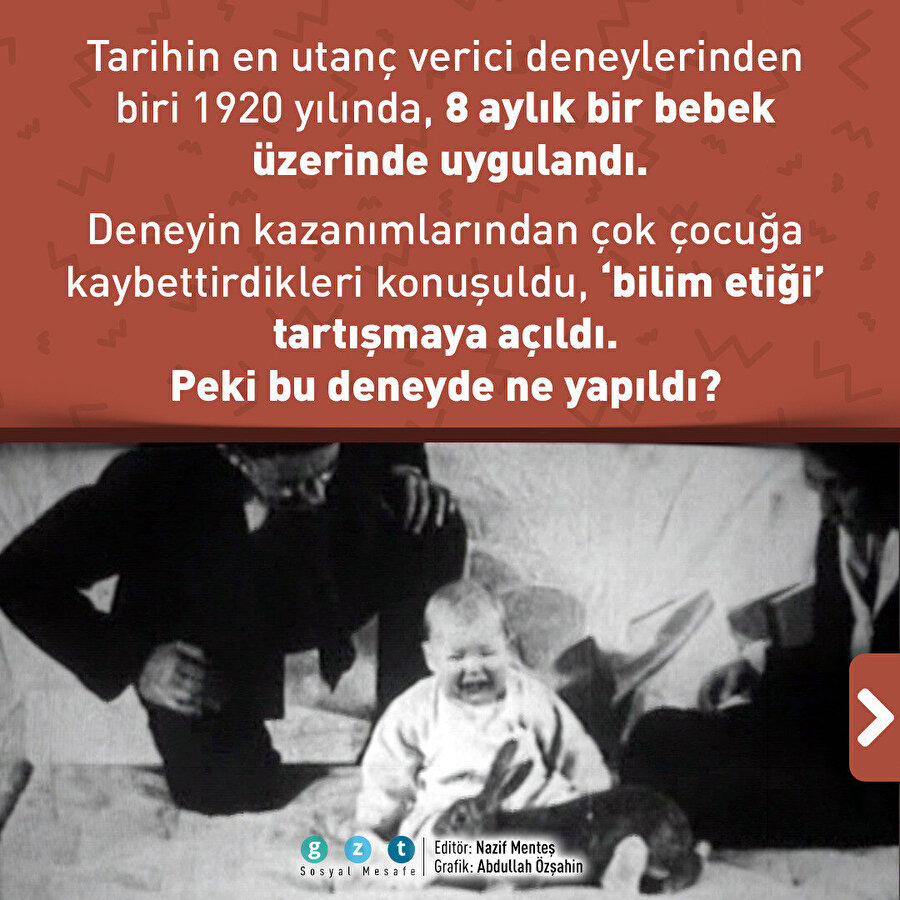 Tarihin en utanç verici deneylerinden
biri 1920 yılında, 8 aylık bir bebek
üzerinde uygulandı.
Deneyin kazanımlarından çok çocuğa
kaybettirdikleri konuşuldu, ‘bilim etiği’
tartışmaya açıldı.
Peki bu deneyde ne yapıldı?
g z t
Sosyal Mesafe
Editör: Nazif Menteş
Grafik: Abdullah Özşahin